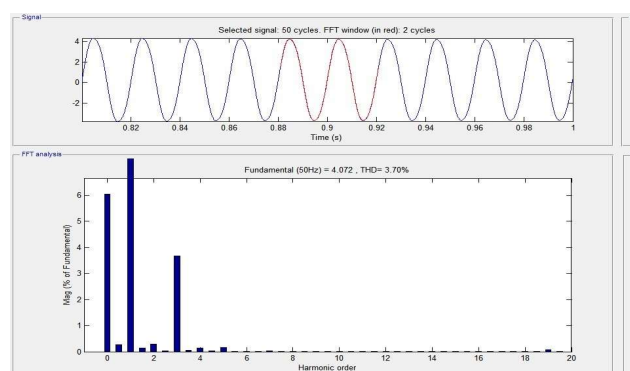 Signal
Selected signal: 50 cycles. FFT window (in red): 2 cycles
4
2
0
-2
0.82 0.84 0.86 0.88 0.9 0.92 0.94 0.96 0.98 1
Time (s)
FFT analysis
Fundamental (50Hz) = 4.072 , THD= 3.70%
Mag (% of Fundamental)
6
5
4
3
2
1
0
0 2 4 6 8 10 12 14 16 18 20
Harmonic order